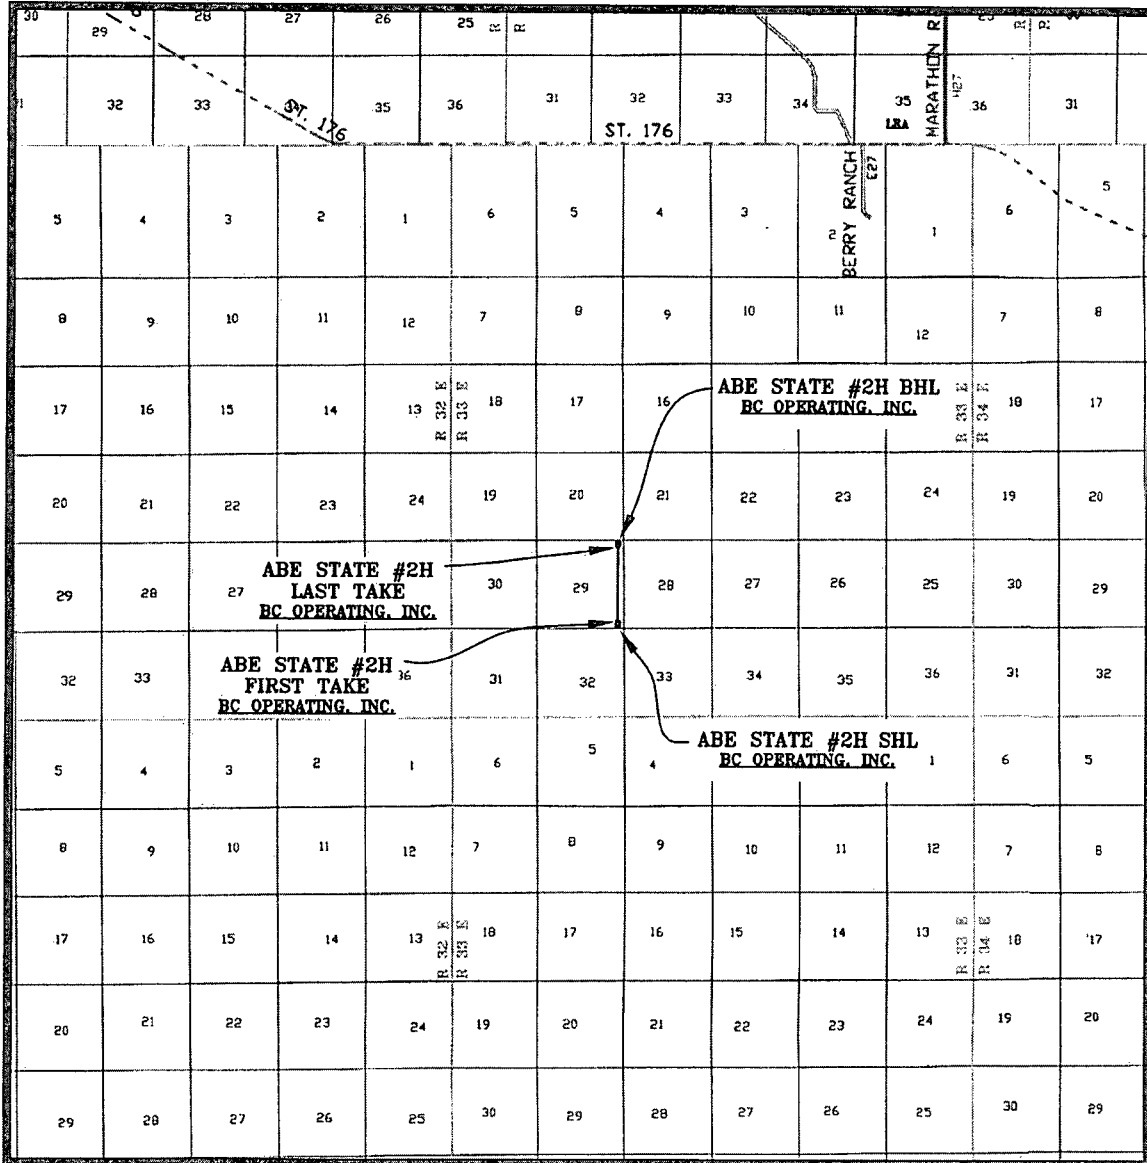 30 29 28 27 26 25 R R R R
32 33 35 36 31 32 33 34 35 36 31
ST. 176
ST. 176
LRA
MARATHON R
H27
BERRY RANCH
E27
5 4 3 2 1 6 5 4 3 2 1 6 5
8 9 10 11 12 7 8 9 10 11 12 7 8
ABE STATE #2H BHL
BC OPERATING, INC.
17 16 15 14 13 18 17 16 18 17
R 32 E
R 33 E
R 33 E
R 34 E
20 21 22 23 24 19 20 21 22 23 24 19 20
ABE STATE #2H
LAST TAKE
BC OPERATING, INC.
29 28 27 30 29 28 27 26 25 30 29
ABE STATE #2H
FIRST TAKE
BC OPERATING, INC.
32 33 36 31 32 33 34 35 36 31 32
ABE STATE #2H SHL
BC OPERATING, INC.
5 4 3 2 1 6 5 4 1 6 5
8 9 10 11 12 7 8 9 10 11 12 7 8
17 16 15 14 13 18 17 16 15 14 13 18 17
R 32 E
R 33 E
R 33 E
R 34 E
20 21 22 23 24 19 20 21 22 23 24 19 20
29 28 27 26 25 30 29 28 27 26 25 30 29